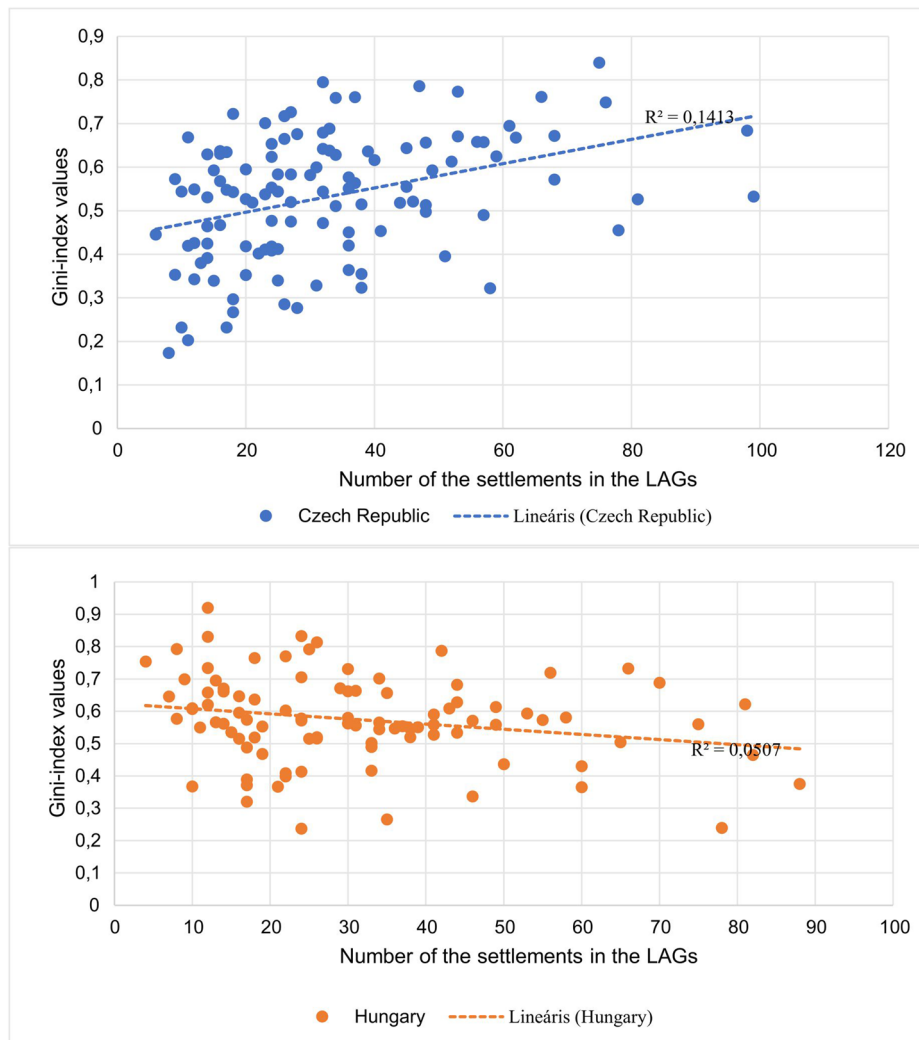 0,9
0,8
0,7
0,6
0,5
0,4
0,3
0,2
0,1
0
Gini-index values
R² = 0,1413
0 20 40 60 80 100 120
Number of the settlements in the LAGs
Czech Republic Lineáris (Czech Republic)
1
0,9
0,8
0,7
0,6
0,5
0,4
0,3
0,2
0,1
0
Gini-index values
R² = 0,0507
0 10 20 30 40 50 60 70 80 90 100
Number of the settlements in the LAGs
Hungary Lineáris (Hungary)